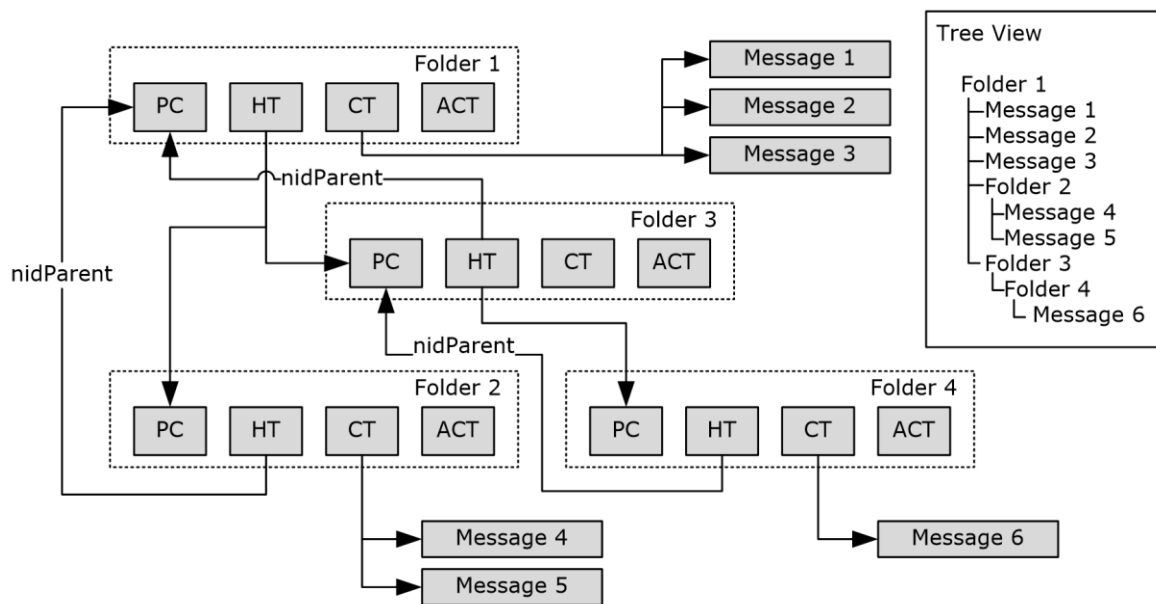 Folder 1
PC HT CT ACT
Message 1
Message 2
Message 3
nidParent
Folder 3
PC HT CT ACT
nidParent
nidParent
Folder 2
PC HT CT ACT
Message 4
Message 5
Folder 4
PC HT CT ACT
Message 6
Tree View
Folder 1
Message 1
Message 2
Message 3
Folder 2
Message 4
Message 5
Folder 3
Folder 4
Message 6